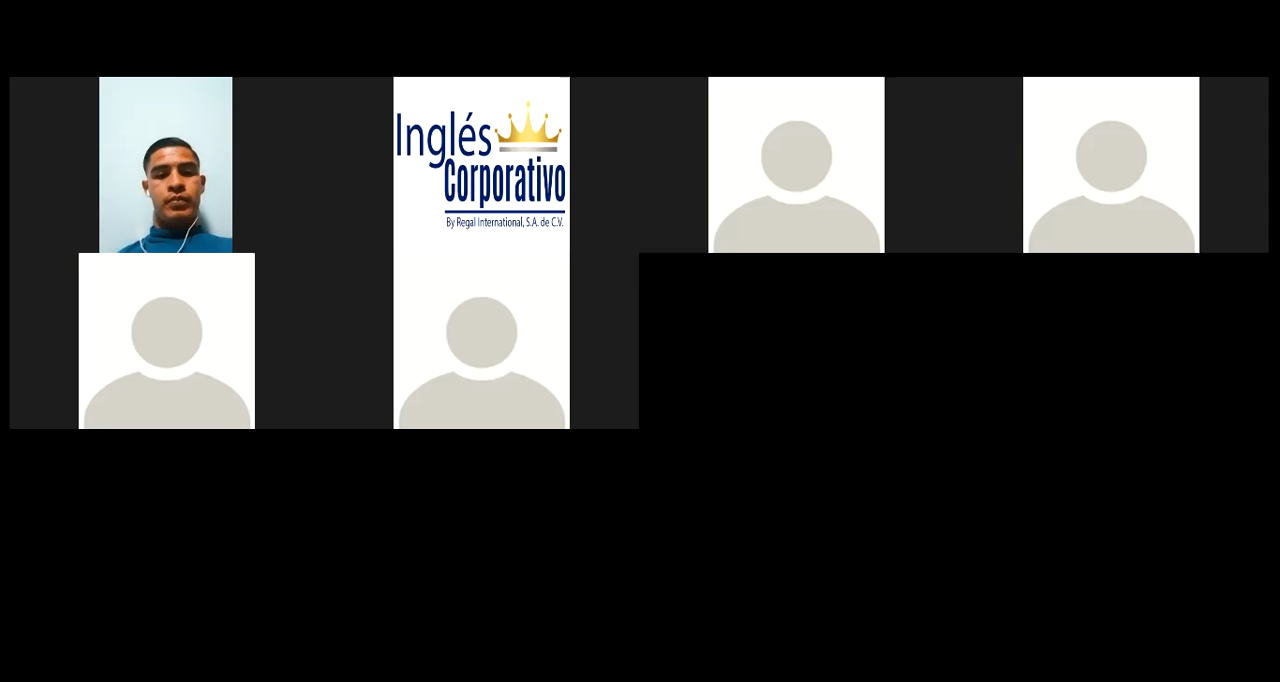 Inglés
Corporativo
By Regal International, S.A. de C.V.